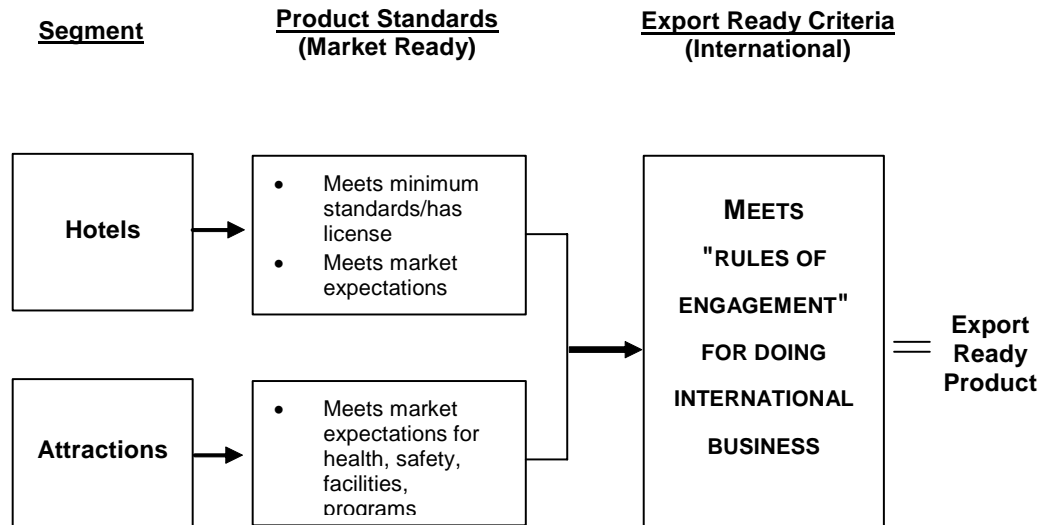 Segment
Product Standards
(Market Ready)
Export Ready Criteria
(International)
Hotels
• Meets minimum
standards/has
license
• Meets market
expectations
MEETS
"RULES OF
ENGAGEMENT"
FOR DOING
INTERNATIONAL
BUSINESS
Export
Ready
Product
Attractions
• Meets market
expectations for
health, safety,
facilities,
programs